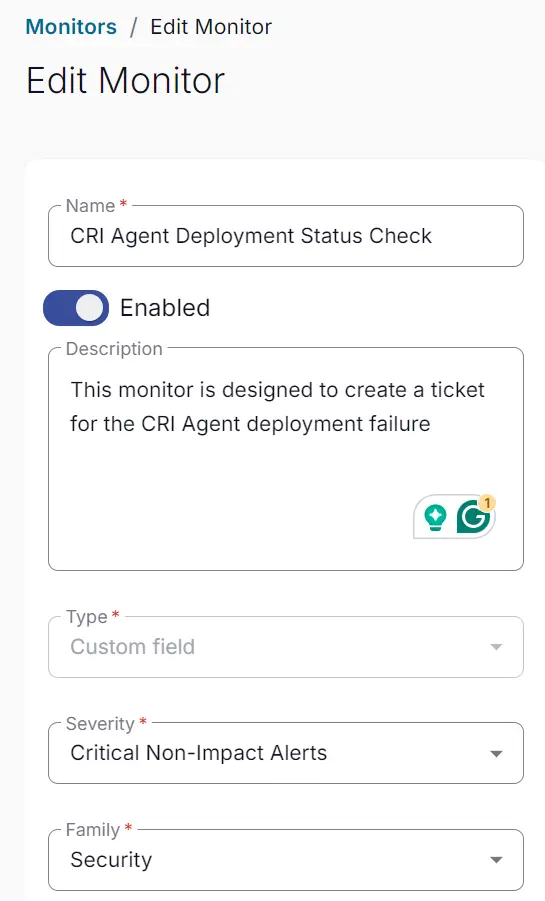 Monitors / Edit Monitor
Edit Monitor
Name *
CRI Agent Deployment Status Check
Enabled
Description
This monitor is designed to create a ticket
for the CRI Agent deployment failure
G 1
Type *
Custom field
Severity *
Critical Non-Impact Alerts
Family *
Security